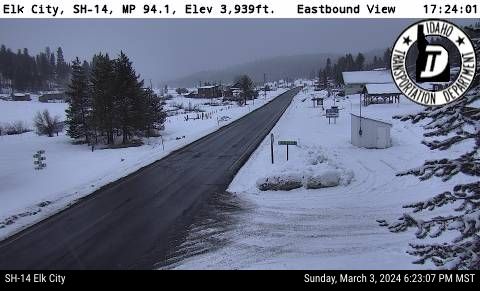 Elk City, SH-14, MP 94.1, Elev 3,939ft. Eastbound View 17:24:01
IDAHO
TRANSPORTATION DEPARTMENT
SH-14 Elk City Sunday, March 3, 2024 6:23:07 PM MST